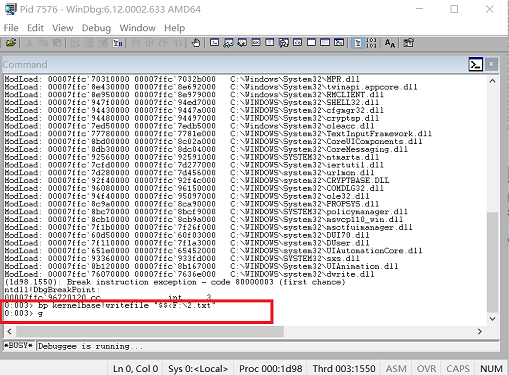 Pid 7576 - WinDbg:6.12.0002.633 AMD64
File Edit View Debug Window Help
Command
ModLoad: 00007ffc`70310000 00007ffc`7032b000 C:\Windows\System32\MPR.dll
ModLoad: 00007ffc`8e430000 00007ffc`8e692000 C:\Windows\System32\twinapi.appcore.dll
ModLoad: 00007ffc`8e950000 00007ffc`8e979000 C:\Windows\System32\RMCLIENT.dll
ModLoad: 00007ffc`947f0000 00007ffc`94ed7000 C:\WINDOWS\System32\SHELL32.dll
ModLoad: 00007ffc`94430000 00007ffc`9447a000 C:\WINDOWS\System32\cfgmgr32.dll
ModLoad: 00007ffc`94480000 00007ffc`94497000 C:\WINDOWS\System32\cryptsp.dll
ModLoad: 00007ffc`7ed50000 00007ffc`7edb5000 C:\Windows\System32\oleacc.dll
ModLoad: 00007ffc`77780000 00007ffc`7781e000 C:\Windows\System32\TextInputFramework.dll
ModLoad: 00007ffc`8bd00000 00007ffc`8c02a000 C:\Windows\System32\CoreUIComponents.dll
ModLoad: 00007ffc`8db30000 00007ffc`8dc04000 C:\Windows\System32\CoreMessaging.dll
ModLoad: 00007ffc`92560000 00007ffc`92591000 C:\WINDOWS\SYSTEM32\ntmarta.dll
ModLoad: 00007ffc`7cfd0000 00007ffc`7d277000 C:\Windows\System32\iertutil.dll
ModLoad: 00007ffc`7d280000 00007ffc`7d456000 C:\Windows\System32\urlmon.dll
ModLoad: 00007ffc`92f40000 00007ffc`92f4c000 C:\Windows\System32\CRYPTBASE.DLL
ModLoad: 00007ffc`96080000 00007ffc`96150000 C:\WINDOWS\System32\COMDLG32.dll
ModLoad: 00007ffc`94f40000 00007ffc`95097000 C:\WINDOWS\System32\ole32.dll
ModLoad: 00007ffc`8c9a0000 00007ffc`8ca90000 C:\Windows\System32\PROPSYS.dll
ModLoad: 00007ffc`8bc70000 00007ffc`8bcf9000 C:\WINDOWS\SYSTEM32\policymanager.dll
ModLoad: 00007ffc`8cb10000 00007ffc`8cb9a000 C:\WINDOWS\SYSTEM32\msvcp110_win.dll
ModLoad: 00007ffc`7f1b0000 00007ffc`7f26f000 C:\Windows\System32\msctfuimanager.dll
ModLoad: 00007ffc`60d50000 00007ffc`60f03000 C:\Windows\System32\DUI70.dll
ModLoad: 00007ffc`7f110000 00007ffc`7f1a3000 C:\Windows\System32\DUser.dll
ModLoad: 00007ffc`651e0000 00007ffc`65452000 C:\Windows\System32\UIAutomationCore.dll
ModLoad: 00007ffc`93360000 00007ffc`933fd000 C:\WINDOWS\SYSTEM32\sxs.dll
ModLoad: 00007ffc`8b120000 00007ffc`8b167000 C:\Windows\System32\UIAnimation.dll
ModLoad: 00007ffc`76070000 00007ffc`7636e000 C:\Windows\System32\dwrite.dll
(1d98.1550): Break instruction exception - code 80000003 (first chance)
ntdll!DbgBreakPoint:
00007ffc`96720120 cc int 3
0:003> bp kernelbase!writefile "$$<F:\2.txt"
0:003> g
*BUSY* Debuggee is running...
Ln 0, Col 0 Sys 0:<Local> Proc 000:1d98 Thrd 003:1550 ASM OVR CAPS NUM